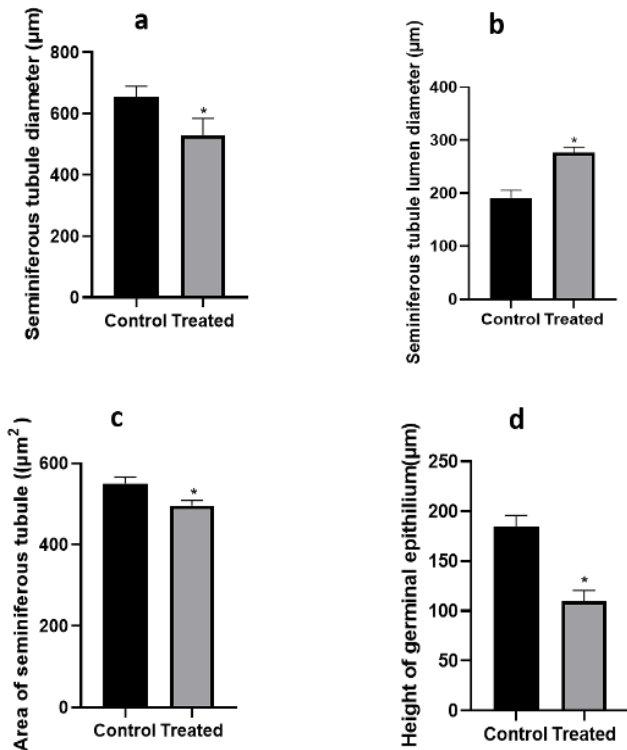 a
Seminiferous tubule diameter (µm)
800
600
400
200
0
*
Control Treated
b
Seminiferous tubule lumen diameter (µm)
400
300
200
100
0
*
Control Treated
c
Area of seminiferous tubule ((µm²)
600
400
200
0
*
Control Treated
d
Height of germinal epithilium(µm)
250
200
150
100
50
0
*
Control Treated